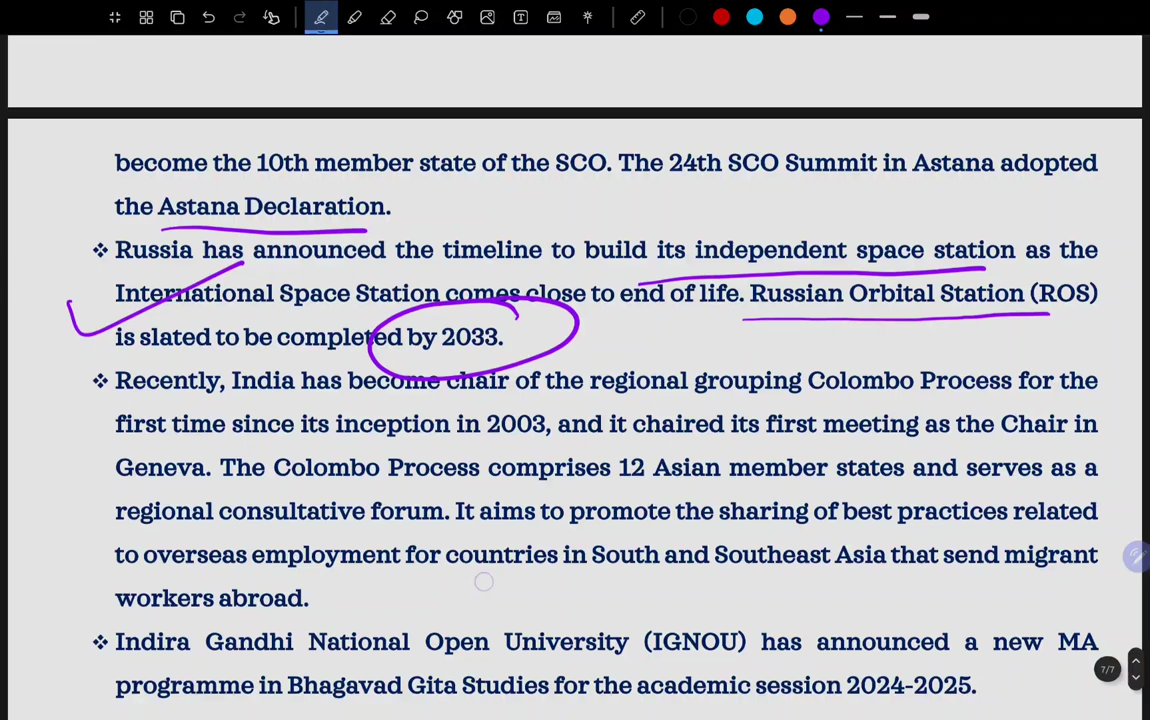 become the 10th member state of the SCO. The 24th SCO Summit in Astana adopted
the Astana Declaration.
❖ Russia has announced the timeline to build its independent space station as the
International Space Station comes close to end of life. Russian Orbital Station (ROS)
is slated to be completed by 2033.
❖ Recently, India has become chair of the regional grouping Colombo Process for the
first time since its inception in 2003, and it chaired its first meeting as the Chair in
Geneva. The Colombo Process comprises 12 Asian member states and serves as a
regional consultative forum. It aims to promote the sharing of best practices related
to overseas employment for countries in South and Southeast Asia that send migrant
workers abroad.
❖ Indira Gandhi National Open University (IGNOU) has announced a new MA
programme in Bhagavad Gita Studies for the academic session 2024-2025.
7/7